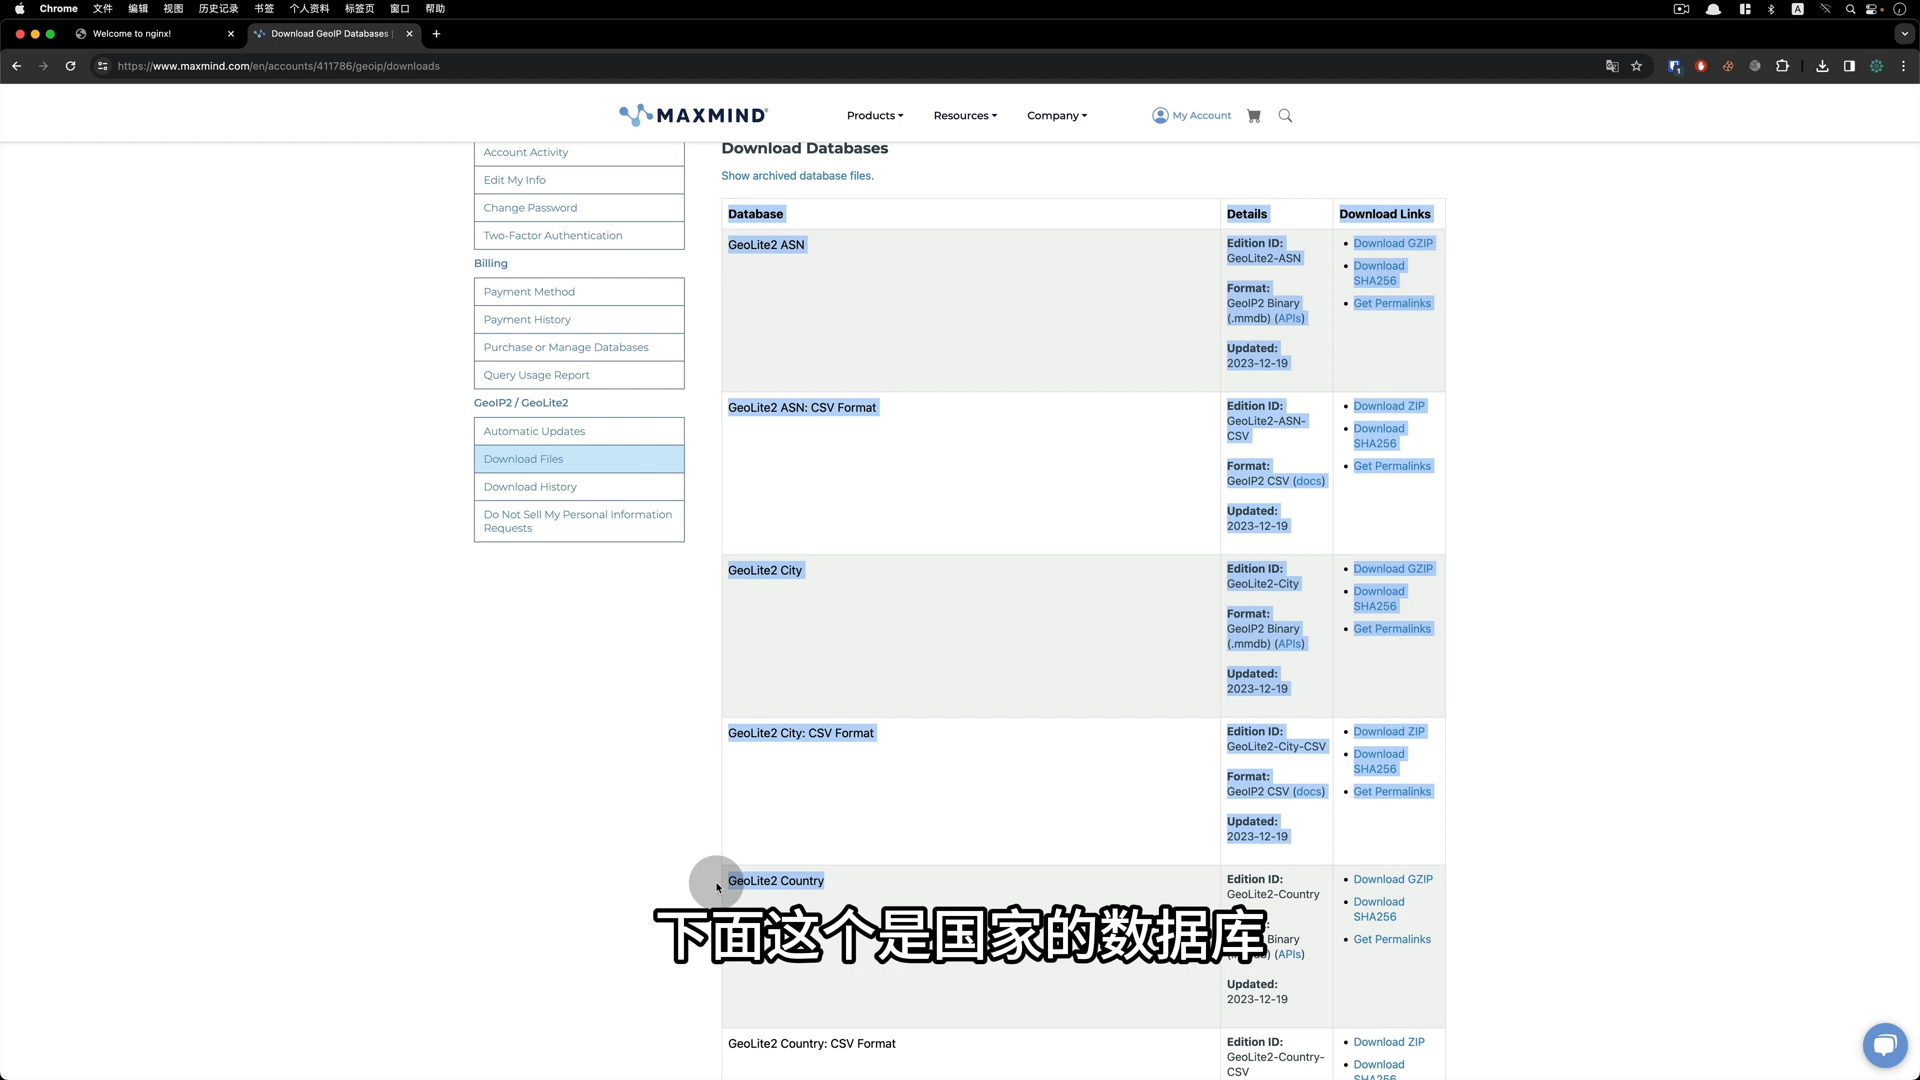 Chrome 文件 编辑 视图 历史记录 书签 个人资料 标签页 窗口 帮助
Welcome to nginx!
Download GeoIP Databases |
https://www.maxmind.com/en/accounts/411786/geoip/downloads
MAXMIND
Products
Resources
Company
My Account
Account Activity
Edit My Info
Change Password
Two-Factor Authentication
Billing
Payment Method
Payment History
Purchase or Manage Databases
Query Usage Report
GeoIP2 / GeoLite2
Automatic Updates
Download Files
Download History
Do Not Sell My Personal Information
Requests
Download Databases
Show archived database files.
Database
Details
Download Links
GeoLite2 ASN
Edition ID:
GeoLite2-ASN
Format:
GeoIP2 Binary
(.mmdb) (APIs)
Updated:
2023-12-19
Download GZIP
Download
SHA256
Get Permalinks
GeoLite2 ASN: CSV Format
Edition ID:
GeoLite2-ASN-
CSV
Format:
GeoIP2 CSV (docs)
Updated:
2023-12-19
Download ZIP
Download
SHA256
Get Permalinks
GeoLite2 City
Edition ID:
GeoLite2-City
Format:
GeoIP2 Binary
(.mmdb) (APIs)
Updated:
2023-12-19
Download GZIP
Download
SHA256
Get Permalinks
GeoLite2 City: CSV Format
Edition ID:
GeoLite2-City-CSV
Format:
GeoIP2 CSV (docs)
Updated:
2023-12-19
Download ZIP
Download
SHA256
Get Permalinks
GeoLite2 Country
Edition ID:
GeoLite2-Country
Binary
(APIs)
Updated:
2023-12-19
Download GZIP
Download
SHA256
Get Permalinks
下面这个是国家的数据库
GeoLite2 Country: CSV Format
Edition ID:
GeoLite2-Country-
CSV
Download ZIP
Download
SHA256